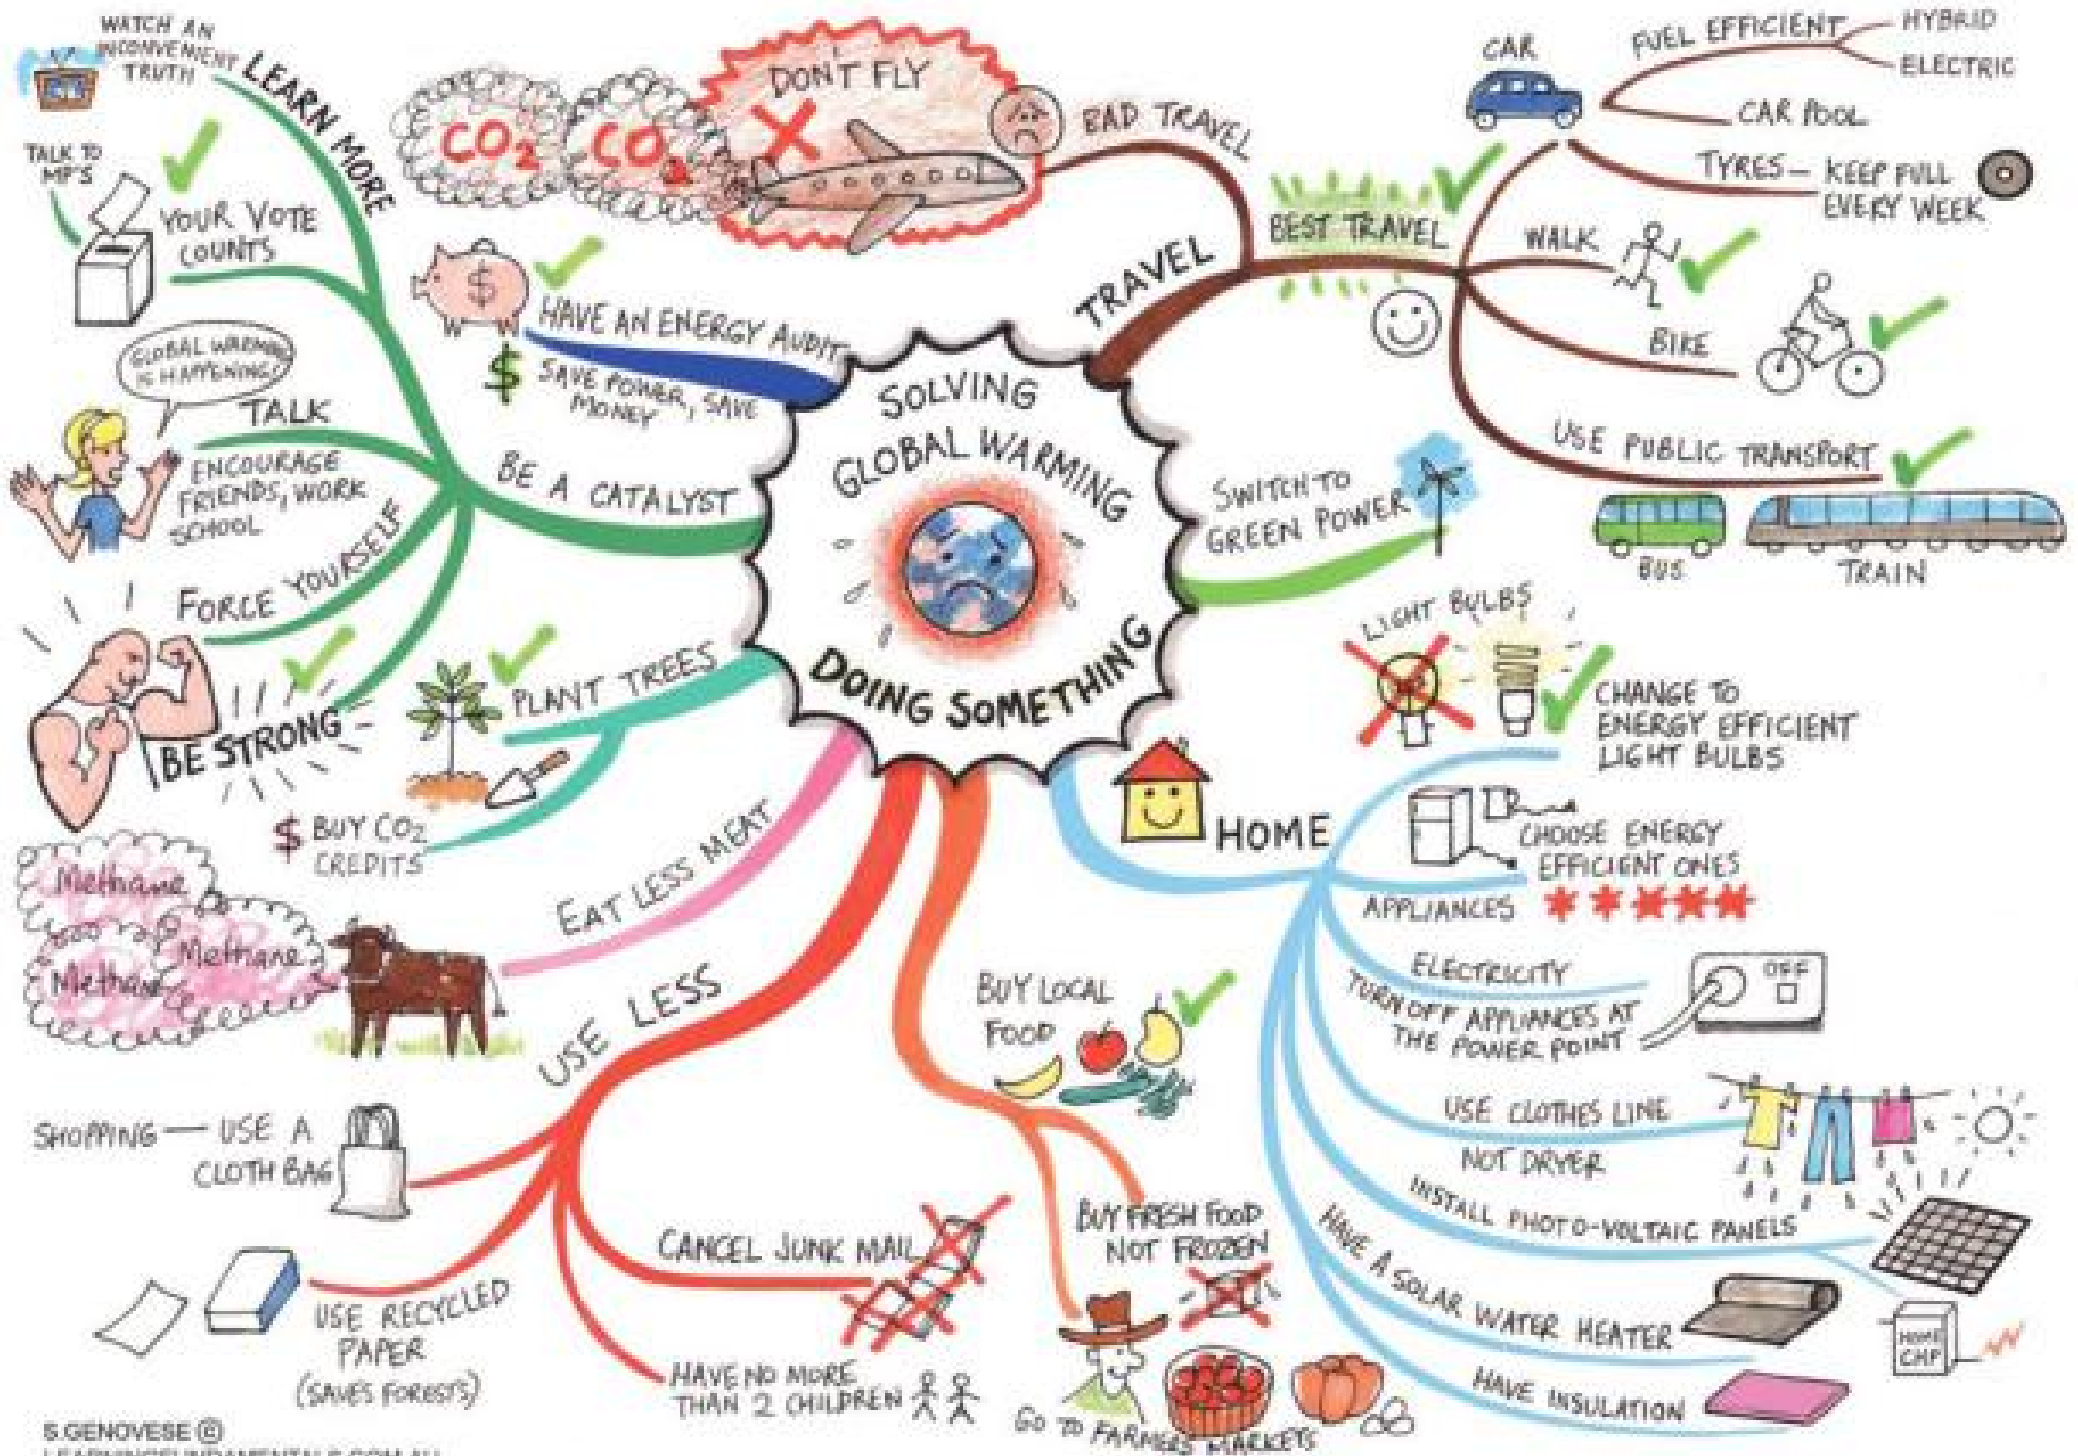 SOLVING
GLOBAL WARMING
DOING SOMETHING
TRAVEL
BAD TRAVEL
DON'T FLY
CO2
CO2
BEST TRAVEL
CAR
FUEL EFFICIENT
HYBRID
ELECTRIC
CAR POOL
TYRES – KEEP FULL
EVERY WEEK
WALK
BIKE
USE PUBLIC TRANSPORT
BUS
TRAIN
SWITCH TO
GREEN POWER
HOME
LIGHT BULBS
CHANGE TO
ENERGY EFFICIENT
LIGHT BULBS
CHOOSE ENERGY
EFFICIENT ONES
APPLIANCES
ELECTRICITY
TURN OFF APPLIANCES AT
THE POWER POINT
OFF
USE CLOTHES LINE
NOT DRYER
INSTALL PHOTO-VOLTAIC PANELS
HOME
CHP
HAVE A SOLAR WATER HEATER
HAVE INSULATION
BUY LOCAL
FOOD
BUY FRESH FOOD
NOT FROZEN
GO TO FARMERS MARKETS
USE LESS
SHOPPING — USE A
CLOTH BAG
USE RECYCLED
PAPER
(SAVES FORESTS)
CANCEL JUNK MAIL
HAVE NO MORE
THAN 2 CHILDREN
EAT LESS MEAT
Methane
Methane
Methane
PLANT TREES
$ BUY CO2
CREDITS
BE A CATALYST
LEARN MORE
WATCH AN
INCONVENIENT
TRUTH
TALK TO
MP'S
YOUR VOTE
COUNTS
GLOBAL WARMING
IS HAPPENING!
TALK
ENCOURAGE
FRIENDS, WORK
SCHOOL
FORCE YOURSELF
BE STRONG
HAVE AN ENERGY AUDIT
$
$ SAVE POWER, SAVE
MONEY
S.GENOVESE ©
LEARNINGFUNDAMENTALS.COM.AU